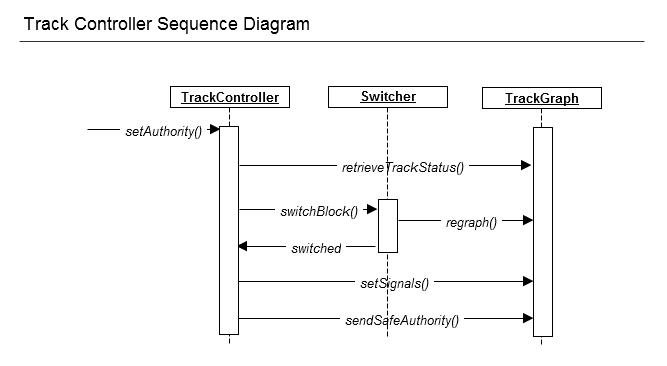 Track Controller Sequence Diagram
TrackController
Switcher
TrackGraph
setAuthority()
retrieveTrackStatus()
switchBlock()
regraph()
switched
setSignals()
sendSafeAuthority()